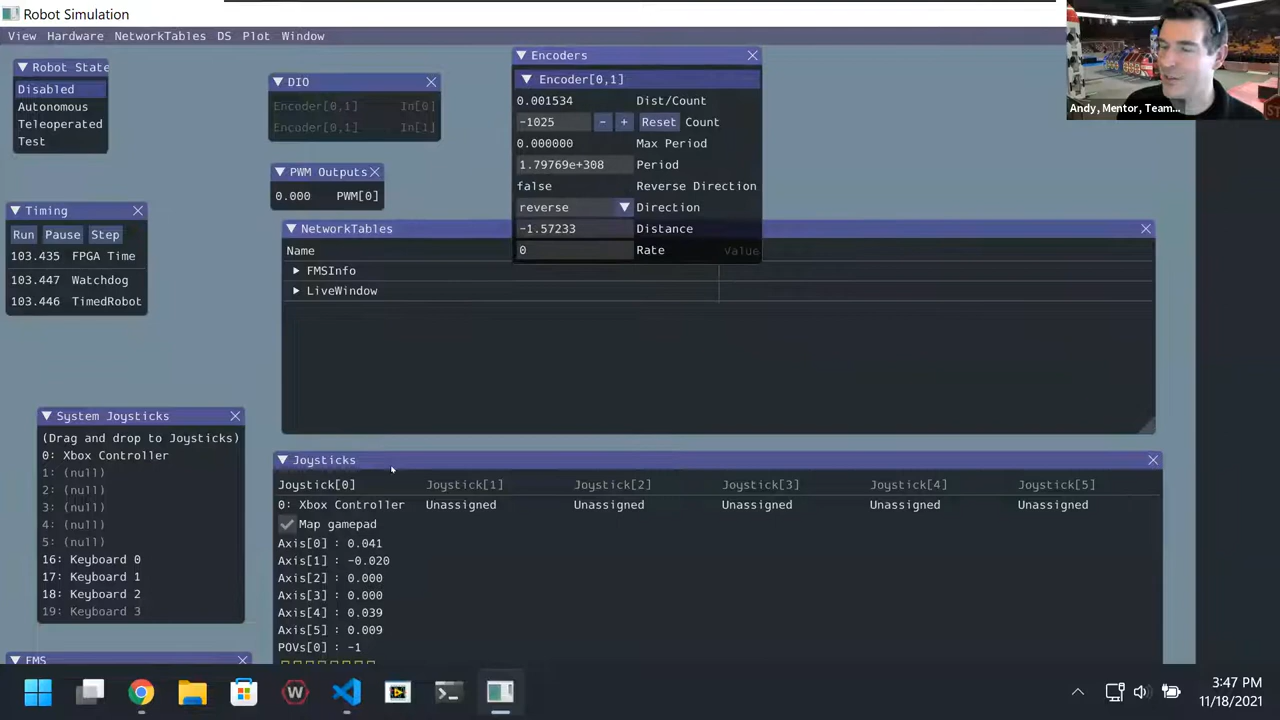 Robot Simulation
View Hardware NetworkTables DS Plot Window
Robot State
Disabled
Autonomous
Teleoperated
Test
DIO
Encoder[0,1] In[0]
Encoder[0,1] In[1]
PWM Outputs
0.000 PWM[0]
Encoders
Encoder[0,1]
0.001534 Dist/Count
-1025 - + Reset Count
0.000000 Max Period
1.79769e+308 Period
false Reverse Direction
reverse Direction
-1.57233 Distance
0 Rate
Andy, Mentor, Team...
Timing
Run Pause Step
103.435 FPGA Time
103.447 Watchdog
103.446 TimedRobot
NetworkTables
Name Value
FMSInfo
LiveWindow
System Joysticks
(Drag and drop to Joysticks)
0: Xbox Controller
1: (null)
2: (null)
3: (null)
4: (null)
5: (null)
16: Keyboard 0
17: Keyboard 1
18: Keyboard 2
19: Keyboard 3
FMS
Joysticks
Joystick[0] Joystick[1] Joystick[2] Joystick[3] Joystick[4] Joystick[5]
0: Xbox Controller Unassigned Unassigned Unassigned Unassigned Unassigned
Map gamepad
Axis[0] : 0.041
Axis[1] : -0.020
Axis[2] : 0.000
Axis[3] : 0.000
Axis[4] : 0.039
Axis[5] : 0.009
POVs[0] : -1
W
3:47 PM
11/18/2021